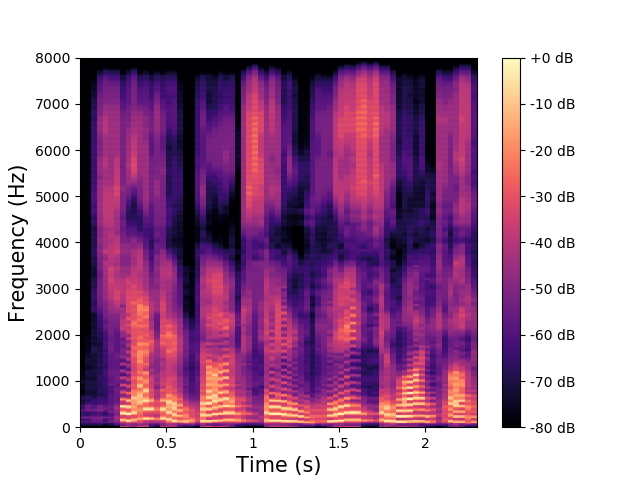 8000
7000
6000
5000
4000
3000
2000
1000
0
Frequency (Hz)
0
0.5
1
1.5
2
Time (s)
+0 dB
-10 dB
-20 dB
-30 dB
-40 dB
-50 dB
-60 dB
-70 dB
-80 dB